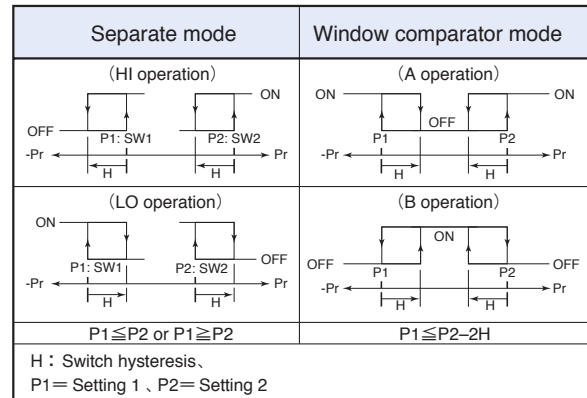 Separate mode
Window comparator mode
(HI operation)
ON
OFF
P1: SW1
P2: SW2
-Pr
Pr
H
H
(A operation)
ON
ON
OFF
P1
P2
-Pr
Pr
H
H
(LO operation)
ON
OFF
P1: SW1
P2: SW2
-Pr
Pr
H
H
(B operation)
ON
OFF
OFF
P1
P2
-Pr
Pr
H
H
P1≦P2 or P1≧P2
P1≦P2–2H
H：Switch hysteresis、
P1＝Setting 1、P2＝Setting 2